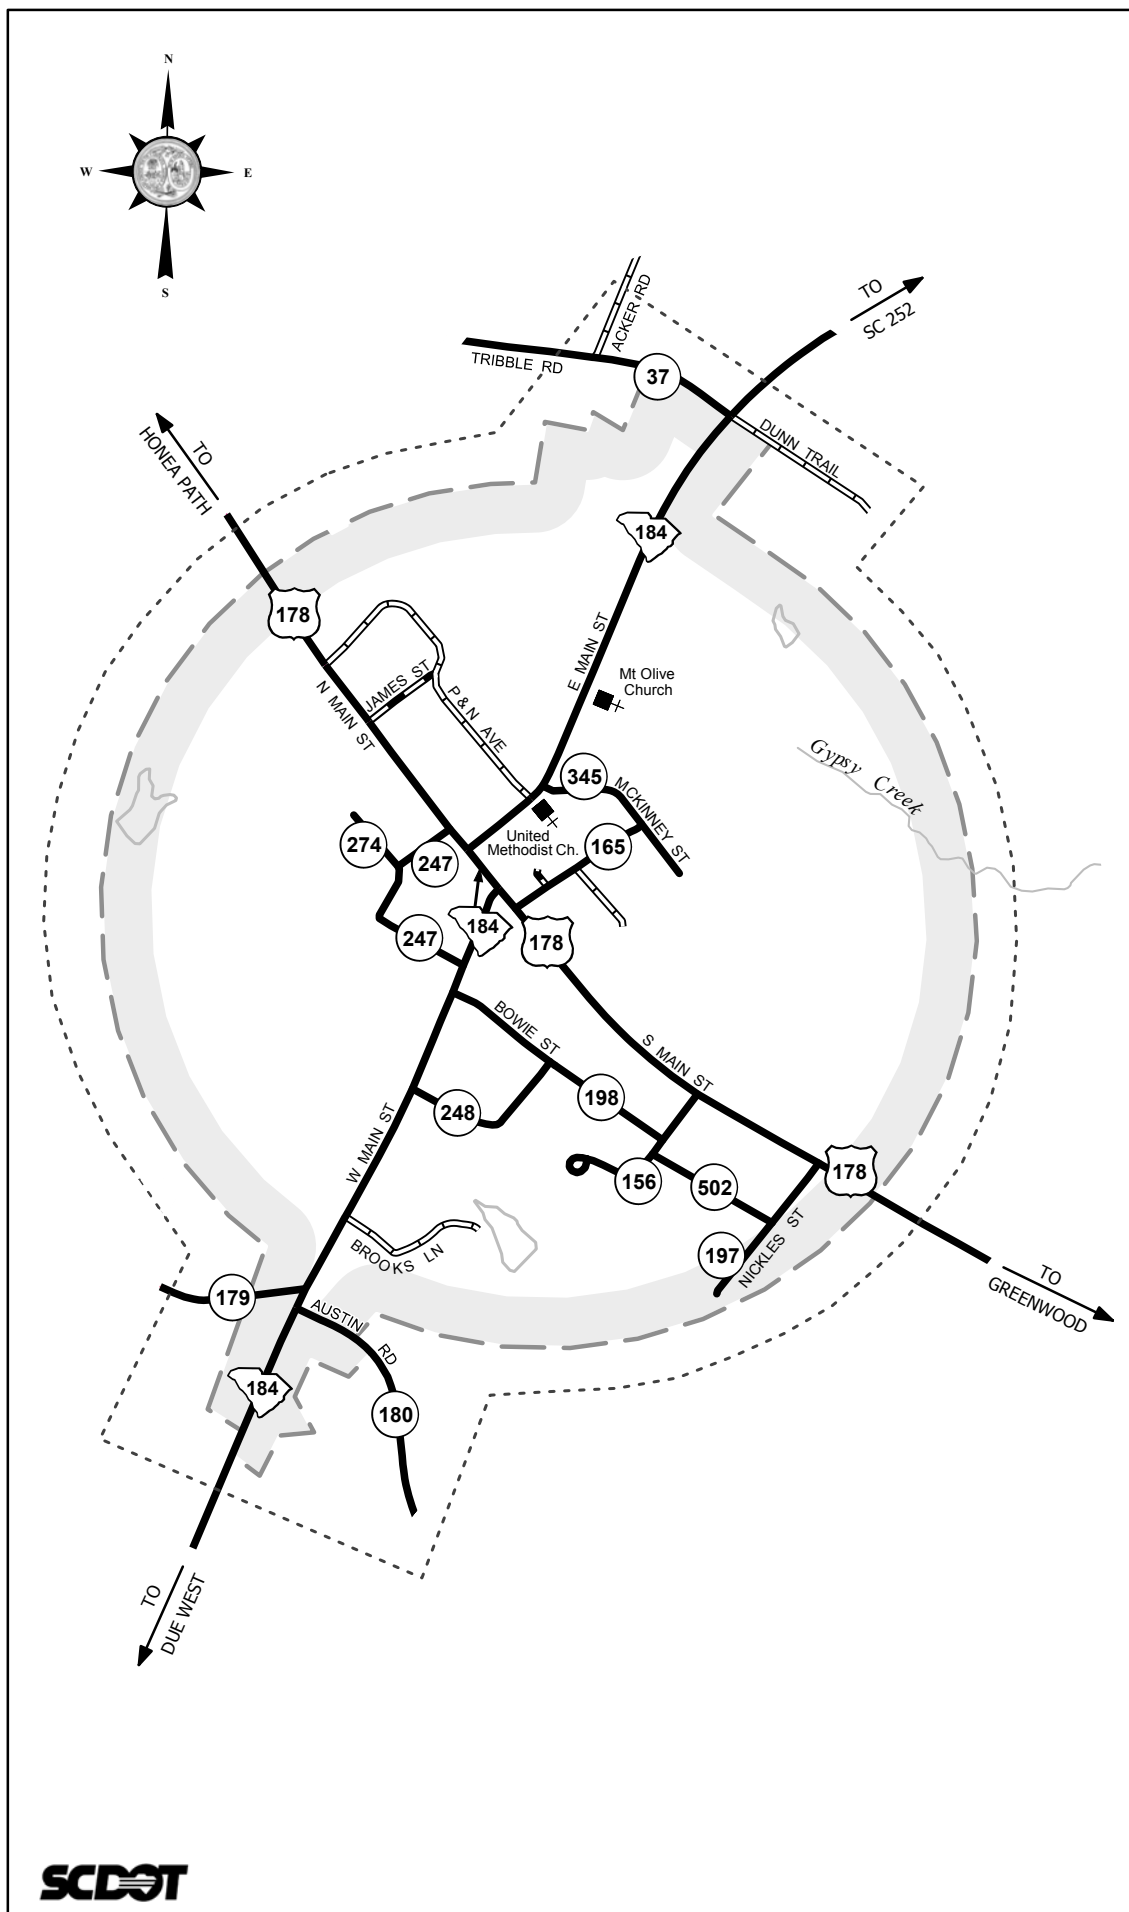 N
W
E
S
TO
SC 252
ACKER RD
TRIBBLE RD
37
DUNN TRAIL
TO
HONEA PATH
184
178
E MAIN ST
Mt Olive
Church
JAMES ST
N MAIN ST
P & N AVE
Gypsy Creek
345
MCKINNEY ST
United
Methodist Ch.
274
247
165
184
247
178
BOWIE ST
S MAIN ST
198
248
W MAIN ST
178
156
502
NICKLES ST
197
BROOKS LN
TO
GREENWOOD
179
AUSTIN RD
184
180
TO
DUE WEST
SCDOT